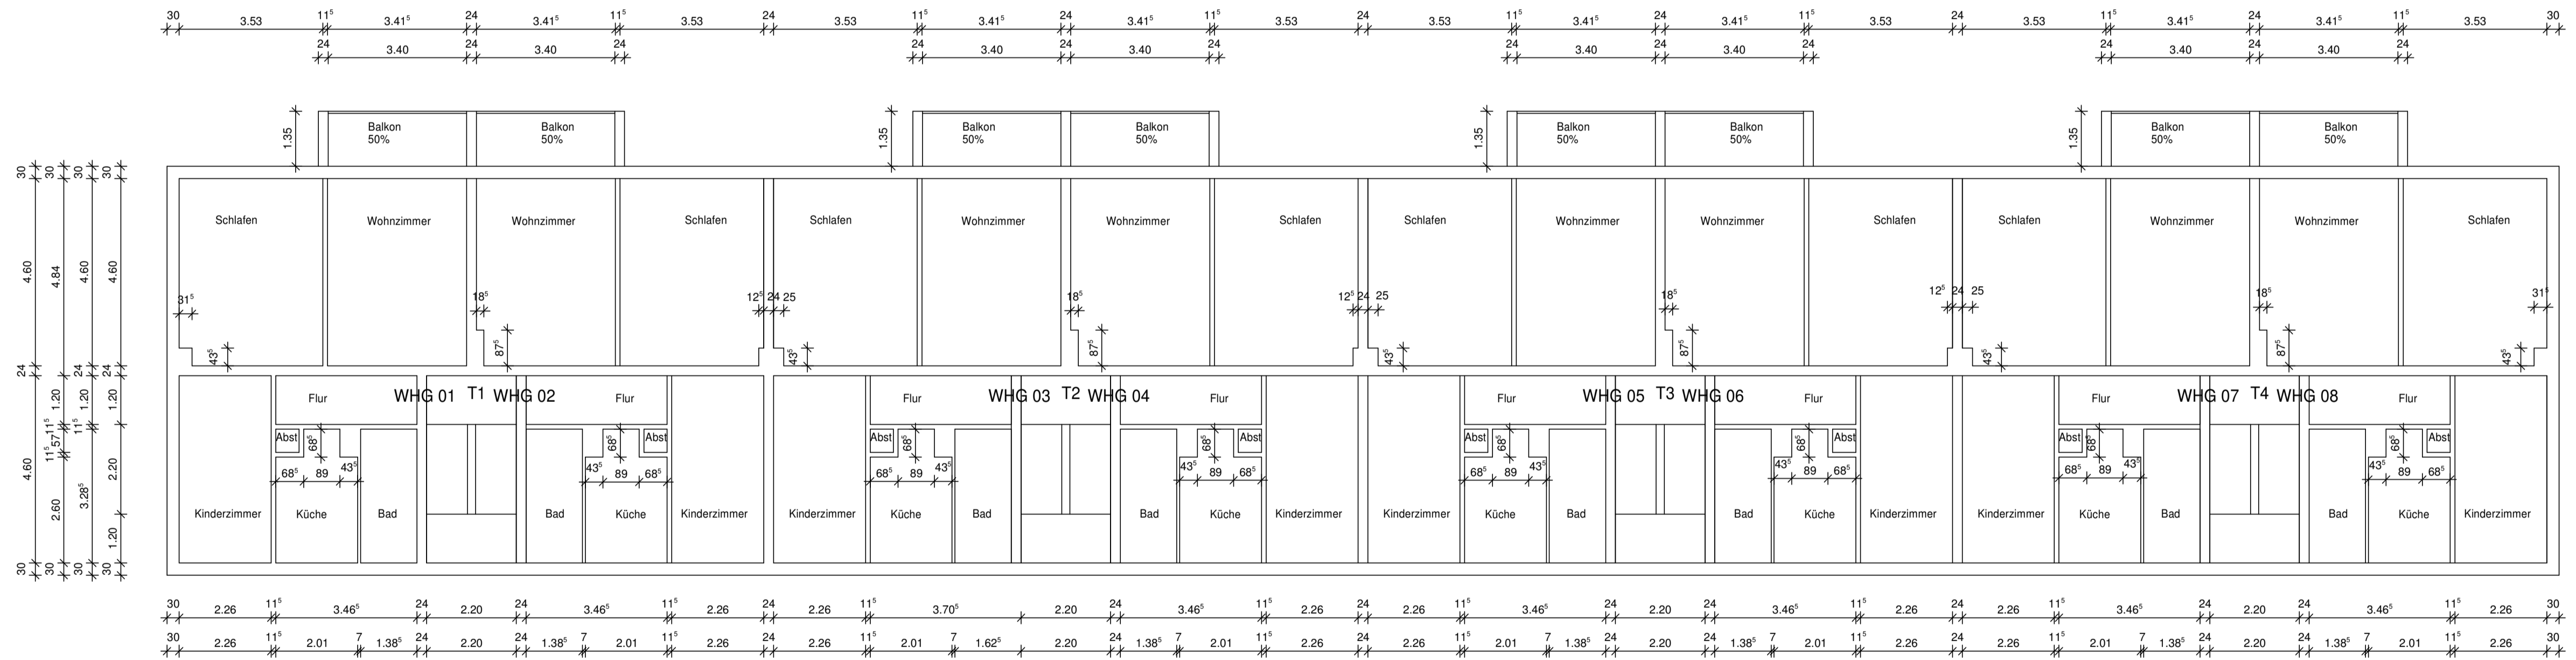 30 3.53 11⁵ 3.41⁵ 24 3.41⁵ 11⁵ 3.53 24 3.53 11⁵ 3.41⁵ 24 3.41⁵ 11⁵ 3.53 24 3.53 11⁵ 3.41⁵ 24 3.41⁵ 11⁵ 3.53 24 3.53 11⁵ 3.41⁵ 24 3.41⁵ 11⁵ 3.53 30
24 3.40 24 3.40 24 24 3.40 24 3.40 24 24 3.40 24 3.40 24 24 3.40 24 3.40 24
1.35 Balkon Balkon 1.35 Balkon Balkon 1.35 Balkon Balkon 1.35 Balkon Balkon
50% 50% 50% 50% 50% 50% 50% 50%
30 30 30 30
Schlafen Wohnzimmer Wohnzimmer Schlafen Schlafen Wohnzimmer Wohnzimmer Schlafen Schlafen Wohnzimmer Wohnzimmer Schlafen Schlafen Wohnzimmer Wohnzimmer Schlafen
4.60 4.84 4.60 4.60
31⁵ 18⁵ 12⁵ 24 25 18⁵ 12⁵ 24 25 18⁵ 12⁵ 24 25 18⁵ 31⁵
43⁵ 87⁵ 43⁵ 87⁵ 43⁵ 87⁵ 43⁵ 87⁵ 43⁵
24 24 24
WHG 01 T1 WHG 02 WHG 03 T2 WHG 04 WHG 05 T3 WHG 06 WHG 07 T4 WHG 08
1.20 1.20 1.20 Flur Flur Flur Flur Flur Flur Flur Flur
11⁵ 11⁵
Abst 68⁵ 68⁵ Abst Abst 68⁵ 68⁵ Abst Abst 68⁵ 68⁵ Abst Abst 68⁵ 68⁵ Abst
11⁵ 57
4.60 2.20 68⁵ 89 43⁵ 43⁵ 89 68⁵ 68⁵ 89 43⁵ 43⁵ 89 68⁵ 68⁵ 89 43⁵ 43⁵ 89 68⁵ 68⁵ 89 43⁵ 43⁵ 89 68⁵
2.60 3.28⁵
Kinderzimmer Küche Bad Bad Küche Kinderzimmer Kinderzimmer Küche Bad Bad Küche Kinderzimmer Kinderzimmer Küche Bad Bad Küche Kinderzimmer Kinderzimmer Küche Bad Bad Küche Kinderzimmer
1.20
30 30 30 30
30 2.26 11⁵ 3.46⁵ 24 2.20 24 3.46⁵ 11⁵ 2.26 24 2.26 11⁵ 3.70⁵ 2.20 24 3.46⁵ 11⁵ 2.26 24 2.26 11⁵ 3.46⁵ 24 2.20 24 3.46⁵ 11⁵ 2.26 24 2.26 11⁵ 3.46⁵ 24 2.20 24 3.46⁵ 11⁵ 2.26 30
30 2.26 11⁵ 2.01 7 1.38⁵ 24 2.20 24 1.38⁵ 7 2.01 11⁵ 2.26 24 2.26 11⁵ 2.01 7 1.62⁵ 2.20 24 1.38⁵ 7 2.01 11⁵ 2.26 24 2.26 11⁵ 2.01 7 1.38⁵ 24 2.20 24 1.38⁵ 7 2.01 11⁵ 2.26 24 2.26 11⁵ 2.01 7 1.38⁵ 24 2.20 24 1.38⁵ 7 2.01 11⁵ 2.26 30